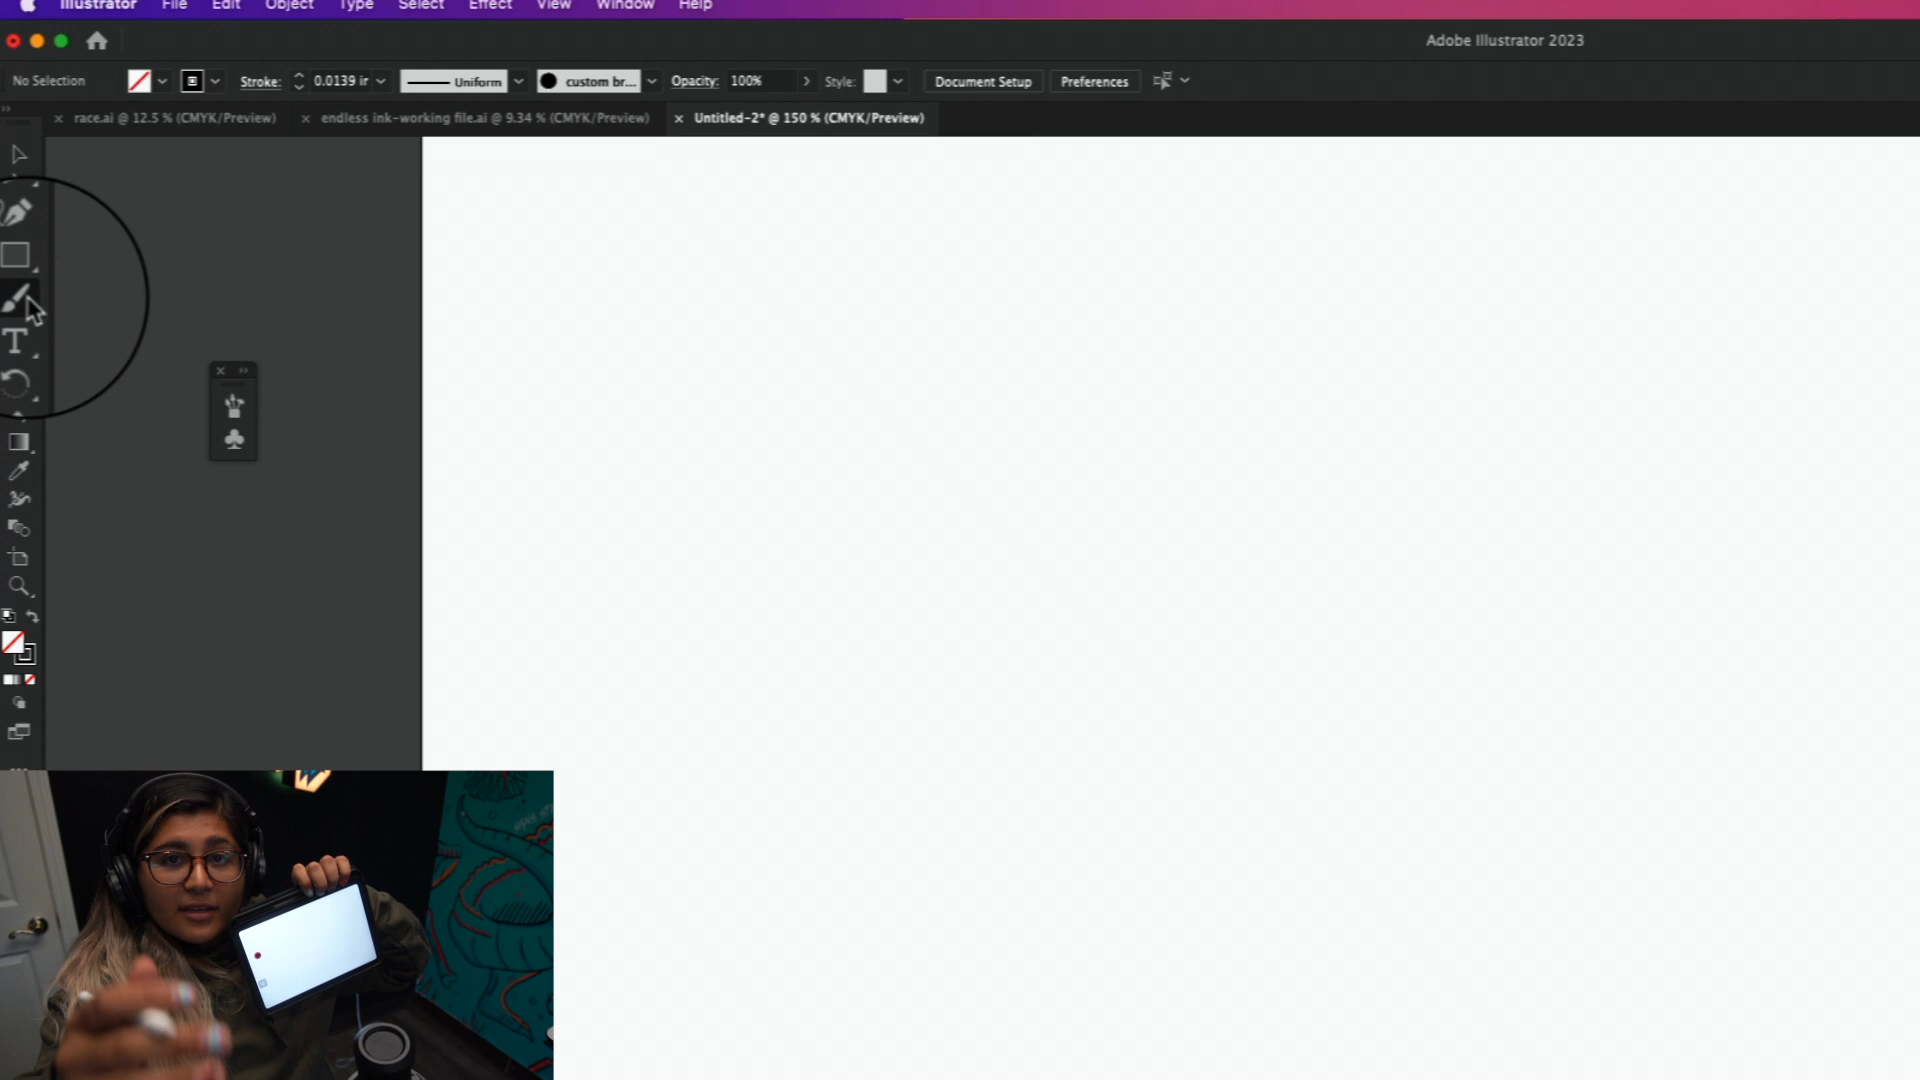 Illustrator File Edit Object Type Select Effect View Window Help
Adobe Illustrator 2023
No Selection Stroke: 0.0139 in Uniform custom br... Opacity: 100% Style: Document Setup Preferences
race.ai @ 12.5 % (CMYK/Preview) endless ink-working file.ai @ 9.34 % (CMYK/Preview) Untitled-2* @ 150 % (CMYK/Preview)